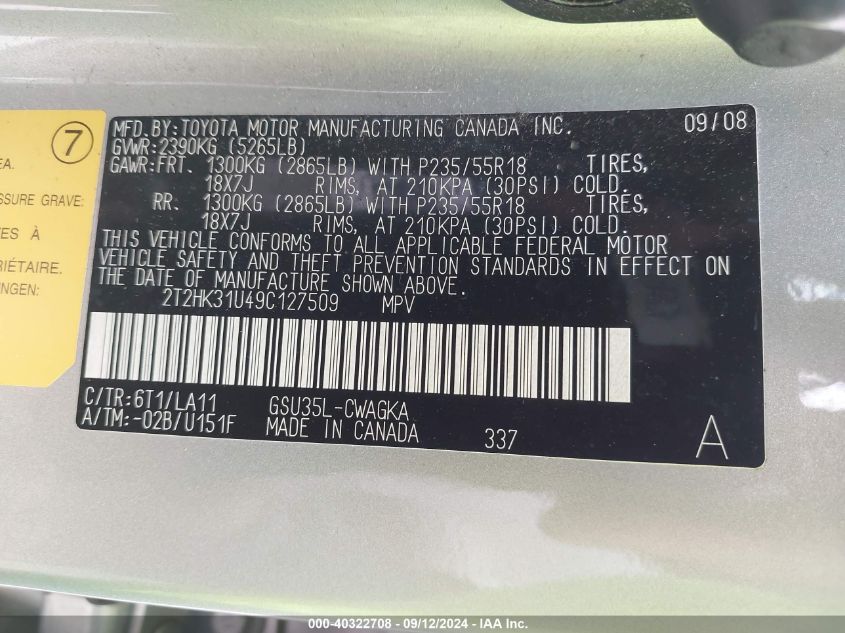 7
EA.
SSURE GRAVE:
ES À
RIÉTAIRE.
UNGEN:
MFD.BY:TOYOTA MOTOR MANUFACTURING CANADA INC. 09/08
GVWR:2390KG (5265LB)
GAWR:FRT. 1300KG (2865LB) WITH P235/55R18 TIRES,
18X7J RIMS, AT 210KPA (30PSI) COLD.
RR. 1300KG (2865LB) WITH P235/55R18 TIRES,
18X7J RIMS, AT 210KPA (30PSI) COLD.
THIS VEHICLE CONFORMS TO ALL APPLICABLE FEDERAL MOTOR
VEHICLE SAFETY AND THEFT PREVENTION STANDARDS IN EFFECT ON
THE DATE OF MANUFACTURE SHOWN ABOVE.
2T2HK31U49C127509 MPV
C/TR:6T1/LA11 GSU35L-CWAGKA
A/TM:-02B/U151F MADE IN CANADA 337 A
000-40322708 - 09/12/2024 - IAA Inc.